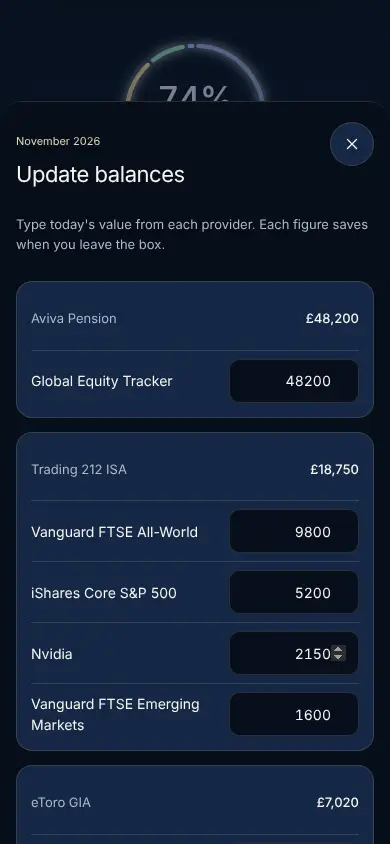 74%
November 2026
Update balances
Type today's value from each provider. Each figure saves
when you leave the box.
Aviva Pension £48,200
Global Equity Tracker 48200
Trading 212 ISA £18,750
Vanguard FTSE All-World 9800
iShares Core S&P 500 5200
Nvidia 2150
Vanguard FTSE Emerging
Markets 1600
eToro GIA £7,020